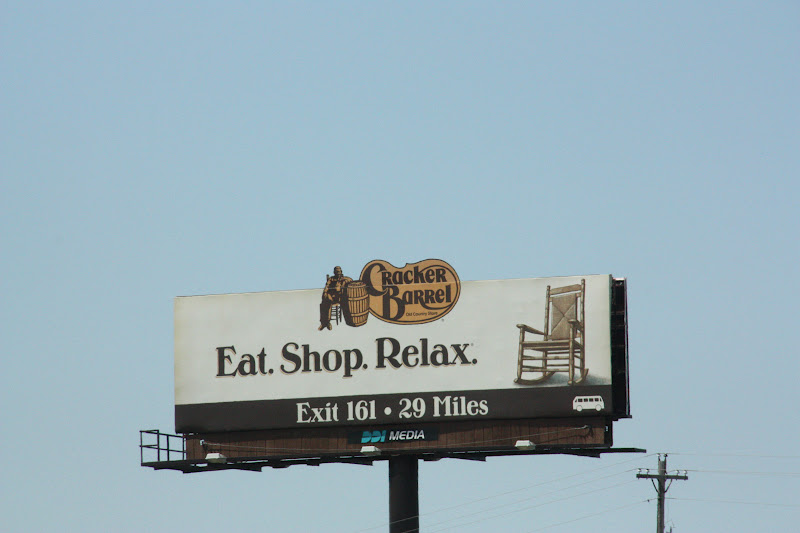 Cracker
Barrel
Old Country Store
Eat. Shop. Relax.
Exit 161 • 29 Miles
DDI MEDIA